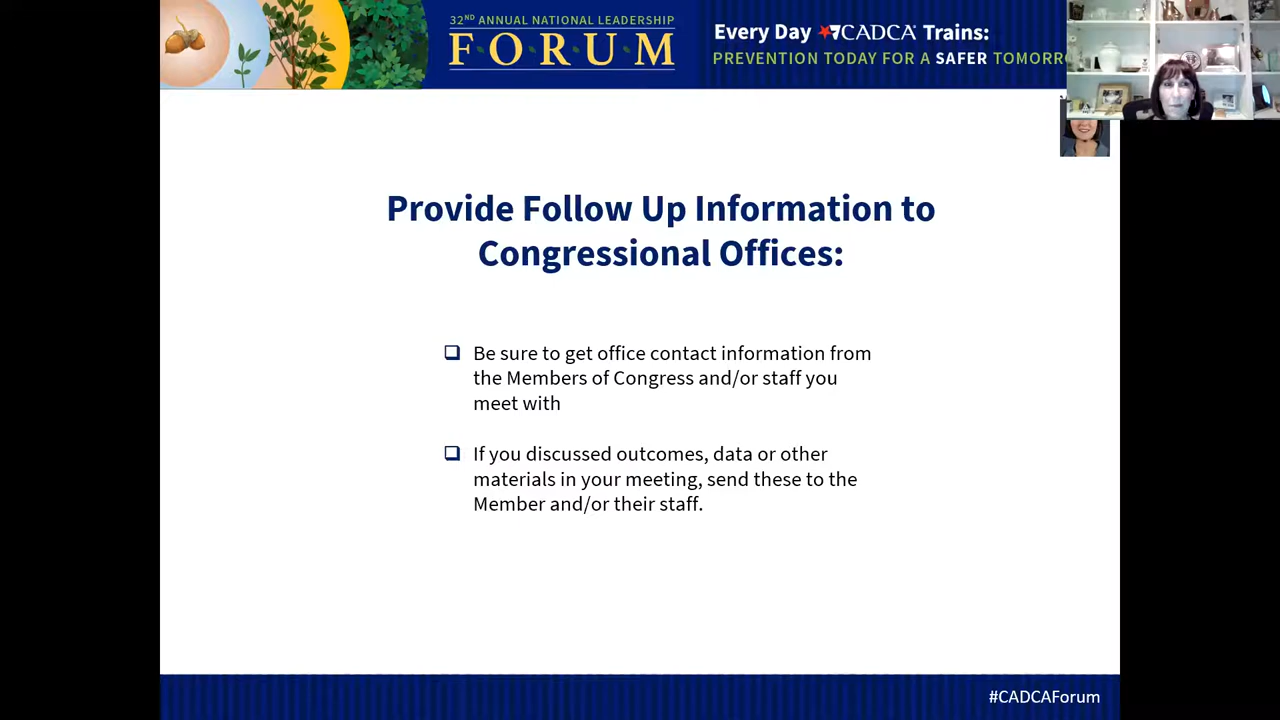 32ND ANNUAL NATIONAL LEADERSHIP
FORUM
Every Day CADCA Trains:
PREVENTION TODAY FOR A SAFER TOMORR
Provide Follow Up Information to
Congressional Offices:
Be sure to get office contact information from
the Members of Congress and/or staff you
meet with
If you discussed outcomes, data or other
materials in your meeting, send these to the
Member and/or their staff.
#CADCAForum